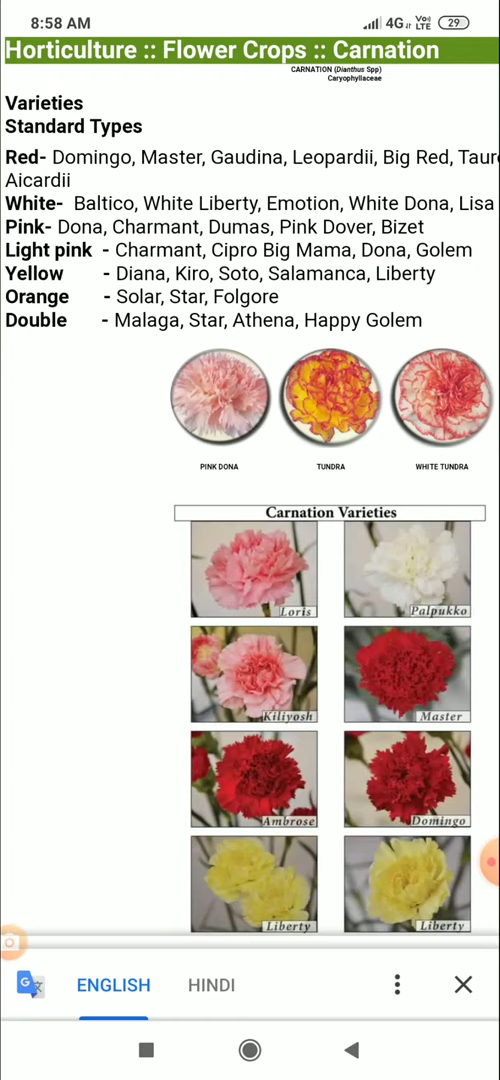 8:58 AM
4G Vo)) LTE 29
Horticulture :: Flower Crops :: Carnation
CARNATION (Dianthus Spp)
Caryophyllaceae
Varieties
Standard Types
Red- Domingo, Master, Gaudina, Leopardii, Big Red, Taur
Aicardii
White- Baltico, White Liberty, Emotion, White Dona, Lisa
Pink- Dona, Charmant, Dumas, Pink Dover, Bizet
Light pink - Charmant, Cipro Big Mama, Dona, Golem
Yellow - Diana, Kiro, Soto, Salamanca, Liberty
Orange - Solar, Star, Folgore
Double - Malaga, Star, Athena, Happy Golem
PINK DONA TUNDRA WHITE TUNDRA
Carnation Varieties
Loris Palpukko
Kiliyosh Master
Ambrose Domingo
Liberty Liberty
G ENGLISH HINDI